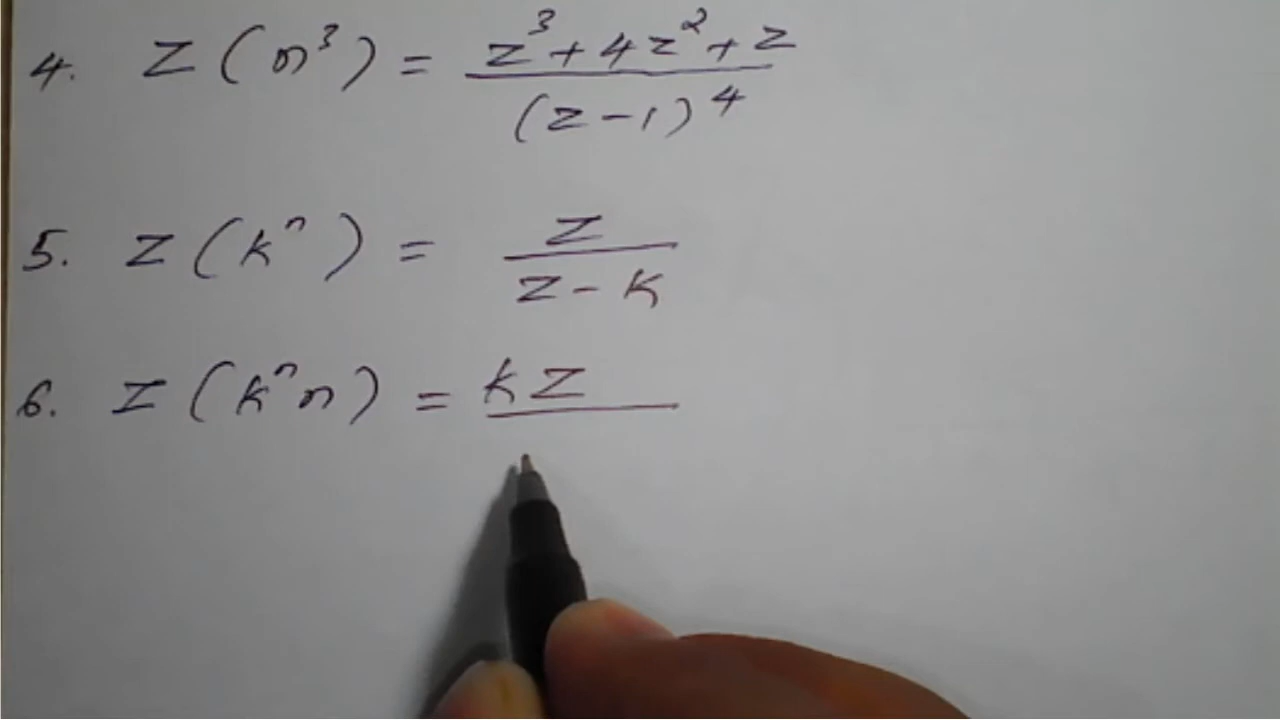 4. Z(n³) = z³+4z²+z / (z-1)⁴
5. Z(kⁿ) = z / z-k
6. Z(kⁿn) = kz /